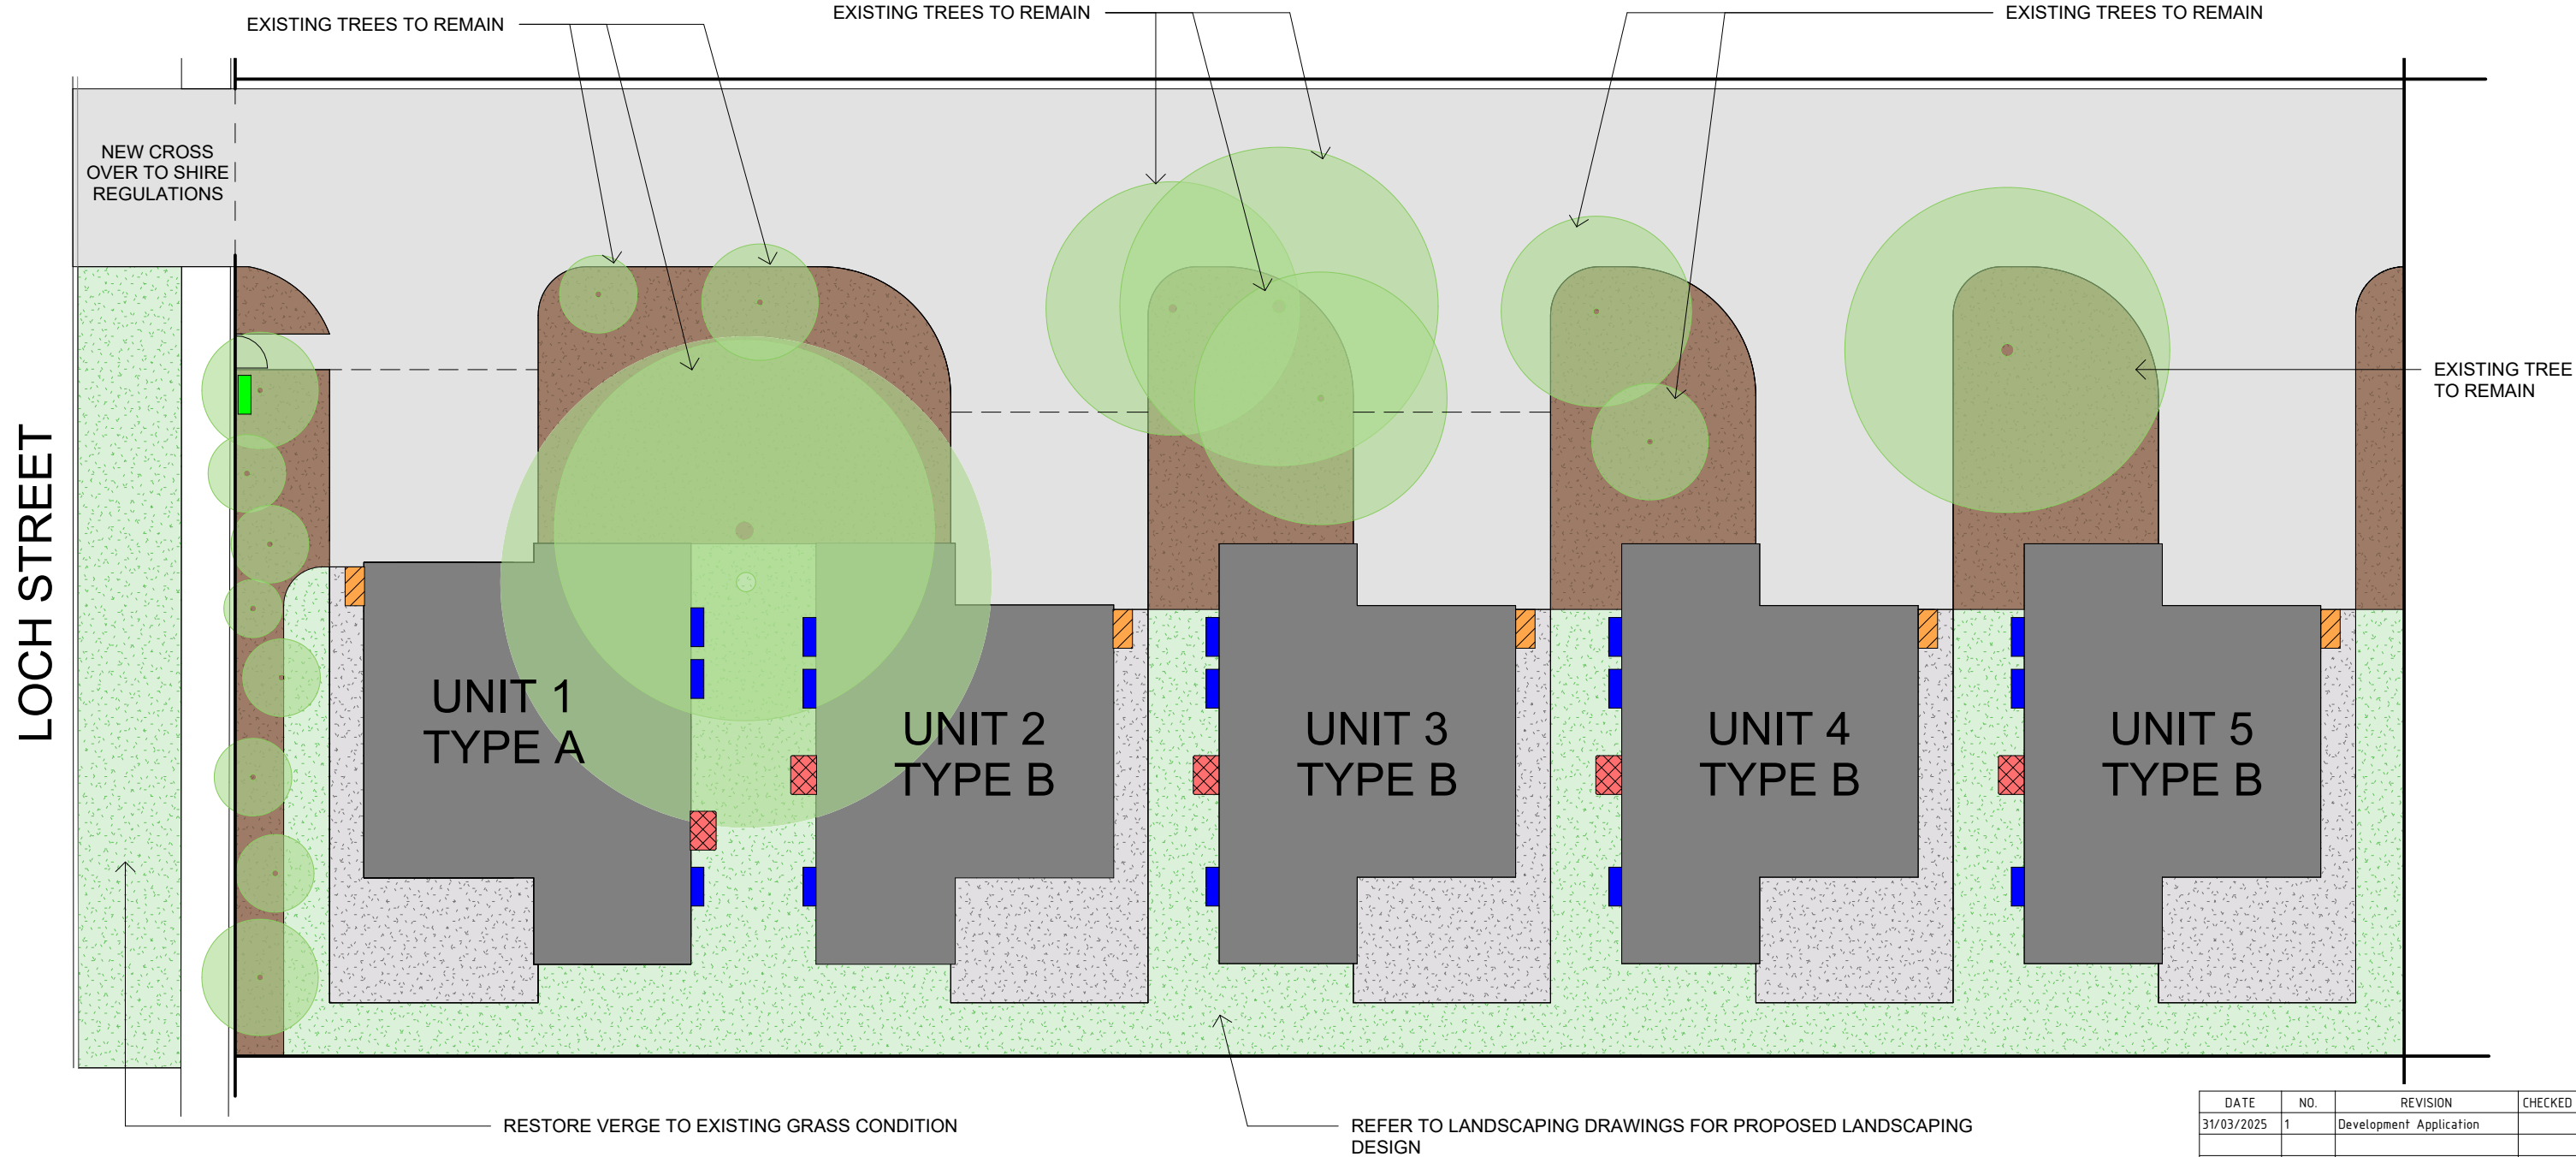 EXISTING TREES TO REMAIN
EXISTING TREES TO REMAIN
EXISTING TREES TO REMAIN
NEW CROSS
OVER TO SHIRE
REGULATIONS
EXISTING TREE
TO REMAIN
LOCH STREET
UNIT 1
TYPE A
UNIT 2
TYPE B
UNIT 3
TYPE B
UNIT 4
TYPE B
UNIT 5
TYPE B
RESTORE VERGE TO EXISTING GRASS CONDITION
REFER TO LANDSCAPING DRAWINGS FOR PROPOSED LANDSCAPING
DESIGN
DATE NO. REVISION CHECKED
31/03/2025 1 Development Application